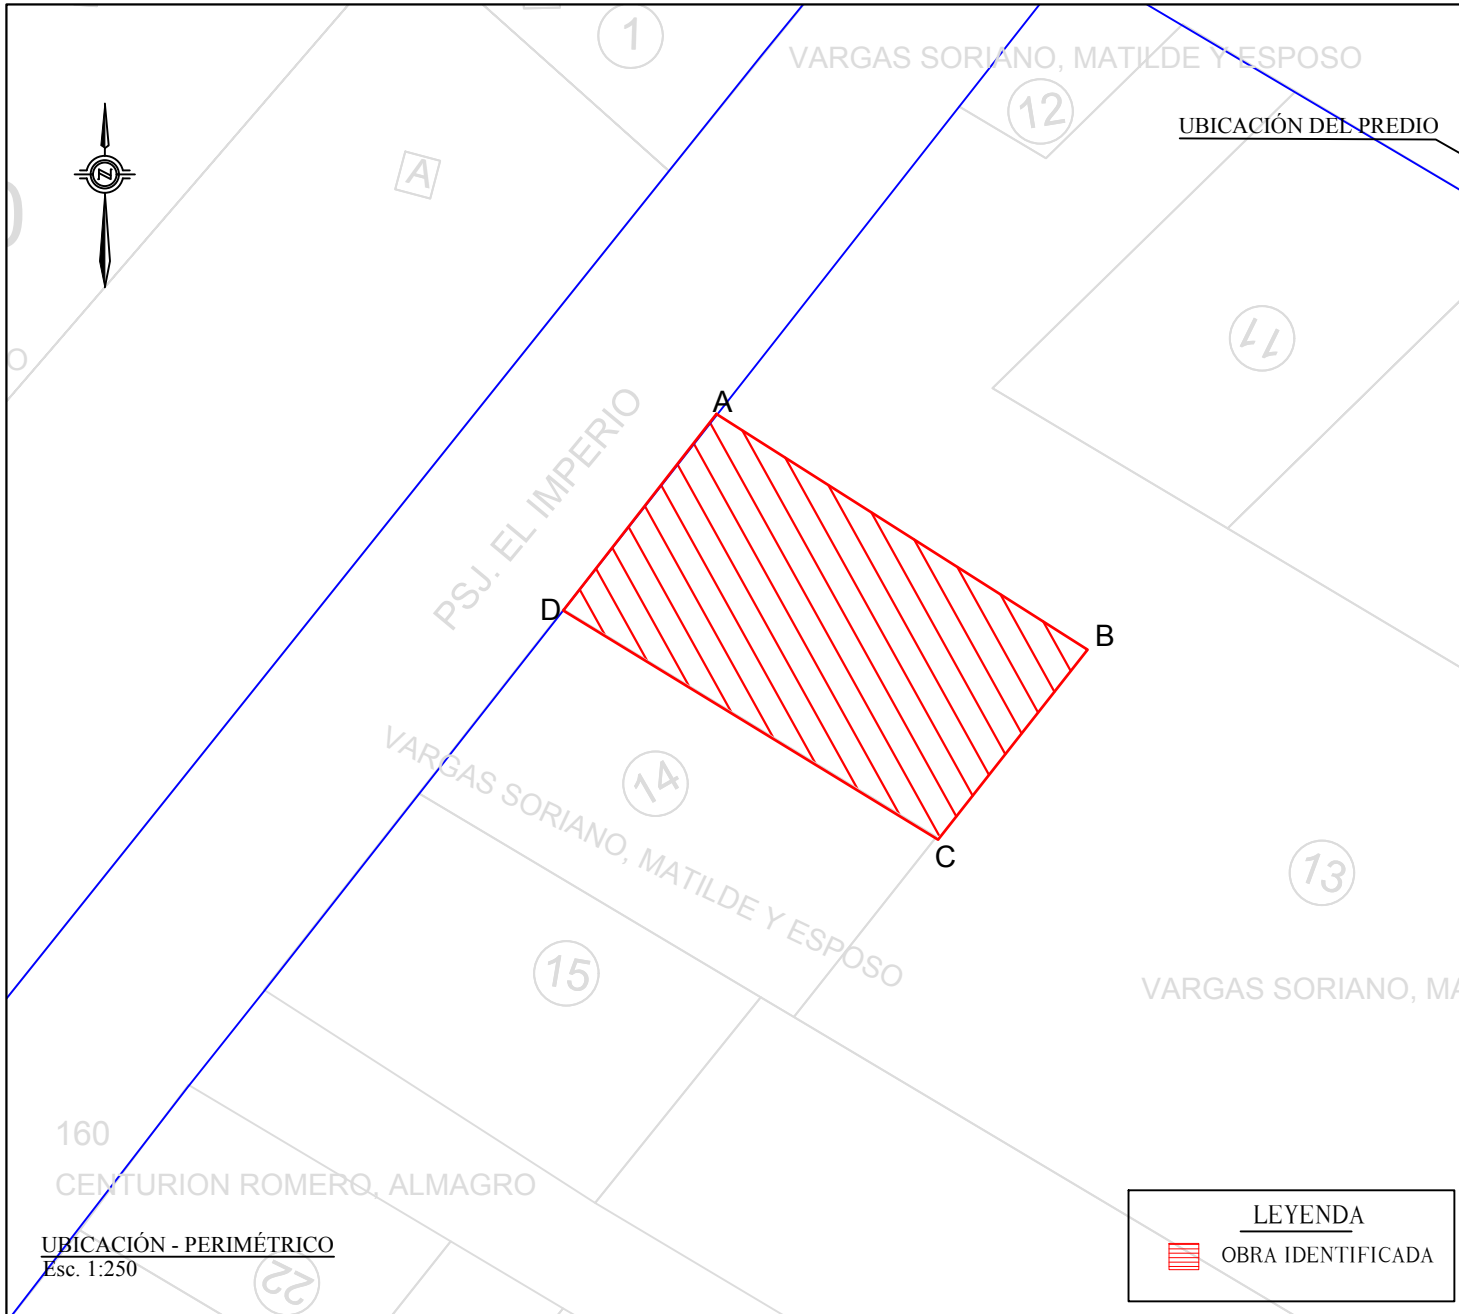 1
VARGAS SORIANO, MATILDE Y ESPOSO
12
UBICACIÓN DEL PREDIO
A
N
11
O
A
PSJ. EL IMPERIO
D
B
VARGAS SORIANO, MATILDE Y ESPOSO
14
C
13
15
VARGAS SORIANO, MA
160
CENTURION ROMERO, ALMAGRO
UBICACIÓN - PERIMÉTRICO
Esc. 1:250
22
LEYENDA
OBRA IDENTIFICADA